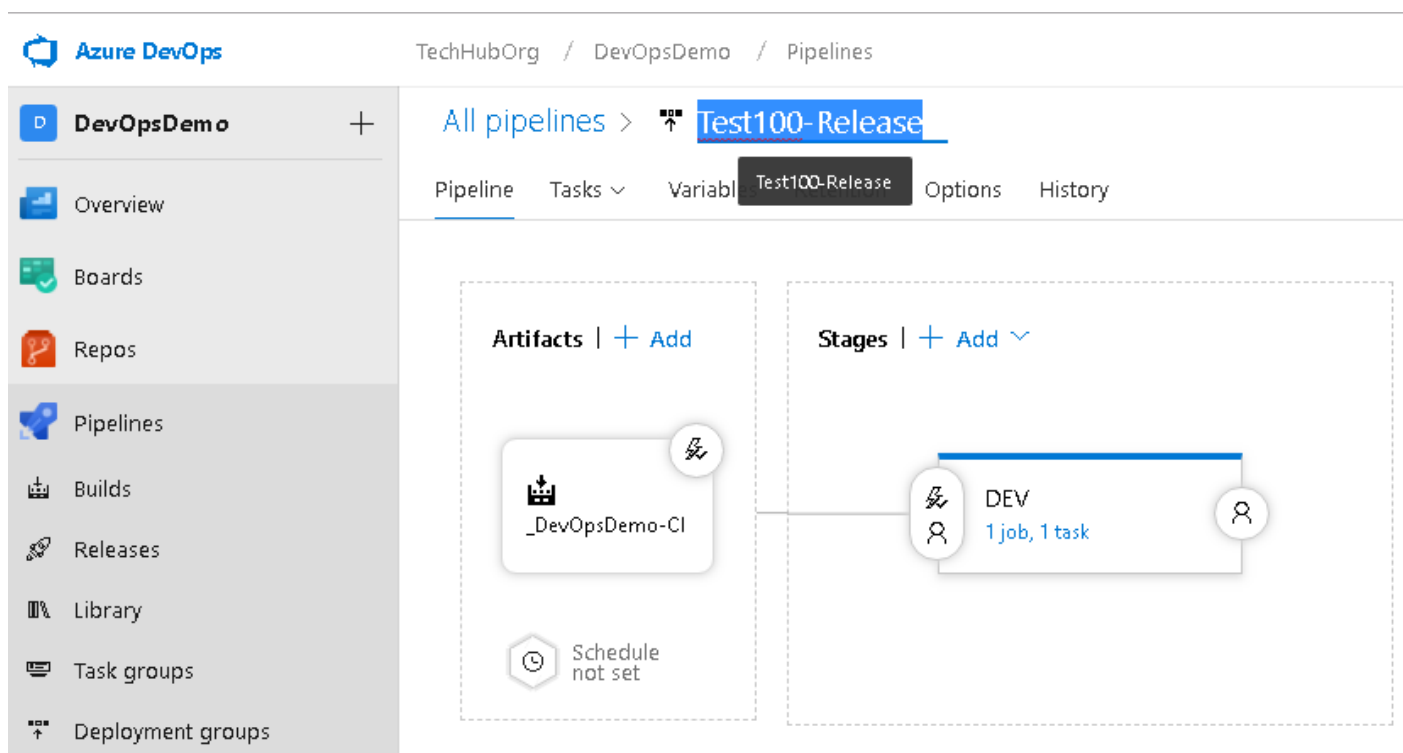 Azure DevOps
TechHubOrg / DevOpsDemo / Pipelines
D DevOpsDemo +
All pipelines > Test100-Release
Test100-Release
Pipeline Tasks Variabl Options History
Overview
Boards
Repos
Pipelines
Builds
Releases
Library
Task groups
Deployment groups
Artifacts | + Add
_DevOpsDemo-CI
Schedule
not set
Stages | + Add
DEV
1 job, 1 task